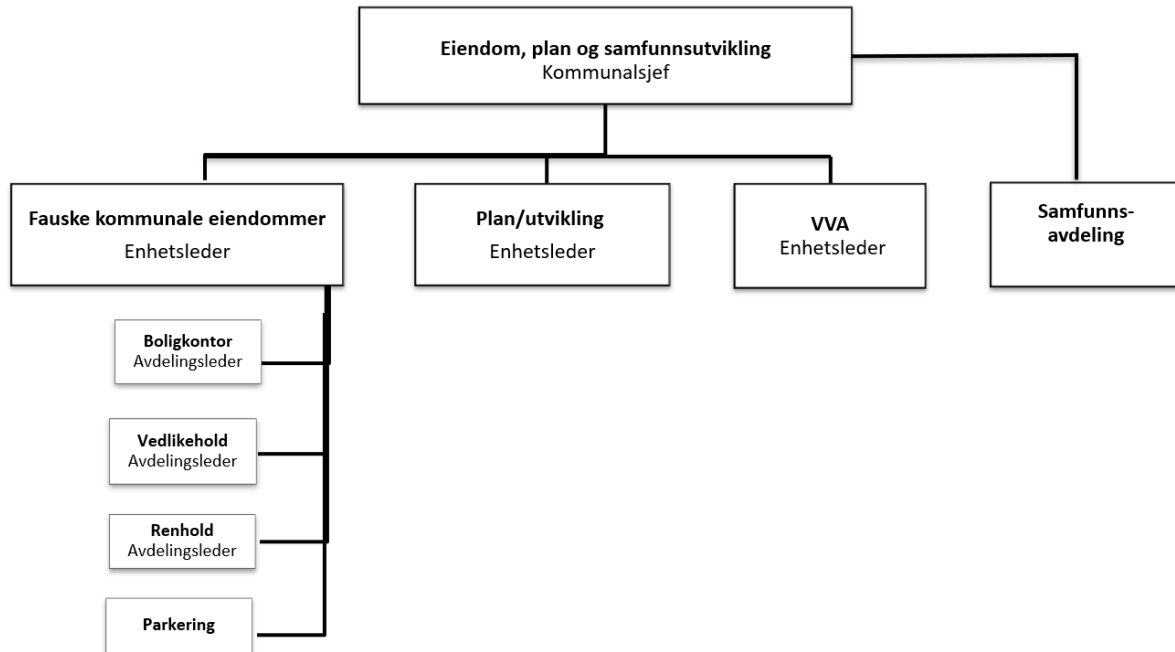 Eiendom, plan og samfunnsutvikling
Kommunalsjef
Fauske kommunale eiendommer
Enhetsleder
Plan/utvikling
Enhetsleder
VVA
Enhetsleder
Samfunns-
avdeling
Boligkontor
Avdelingsleder
Vedlikehold
Avdelingsleder
Renhold
Avdelingsleder
Parkering